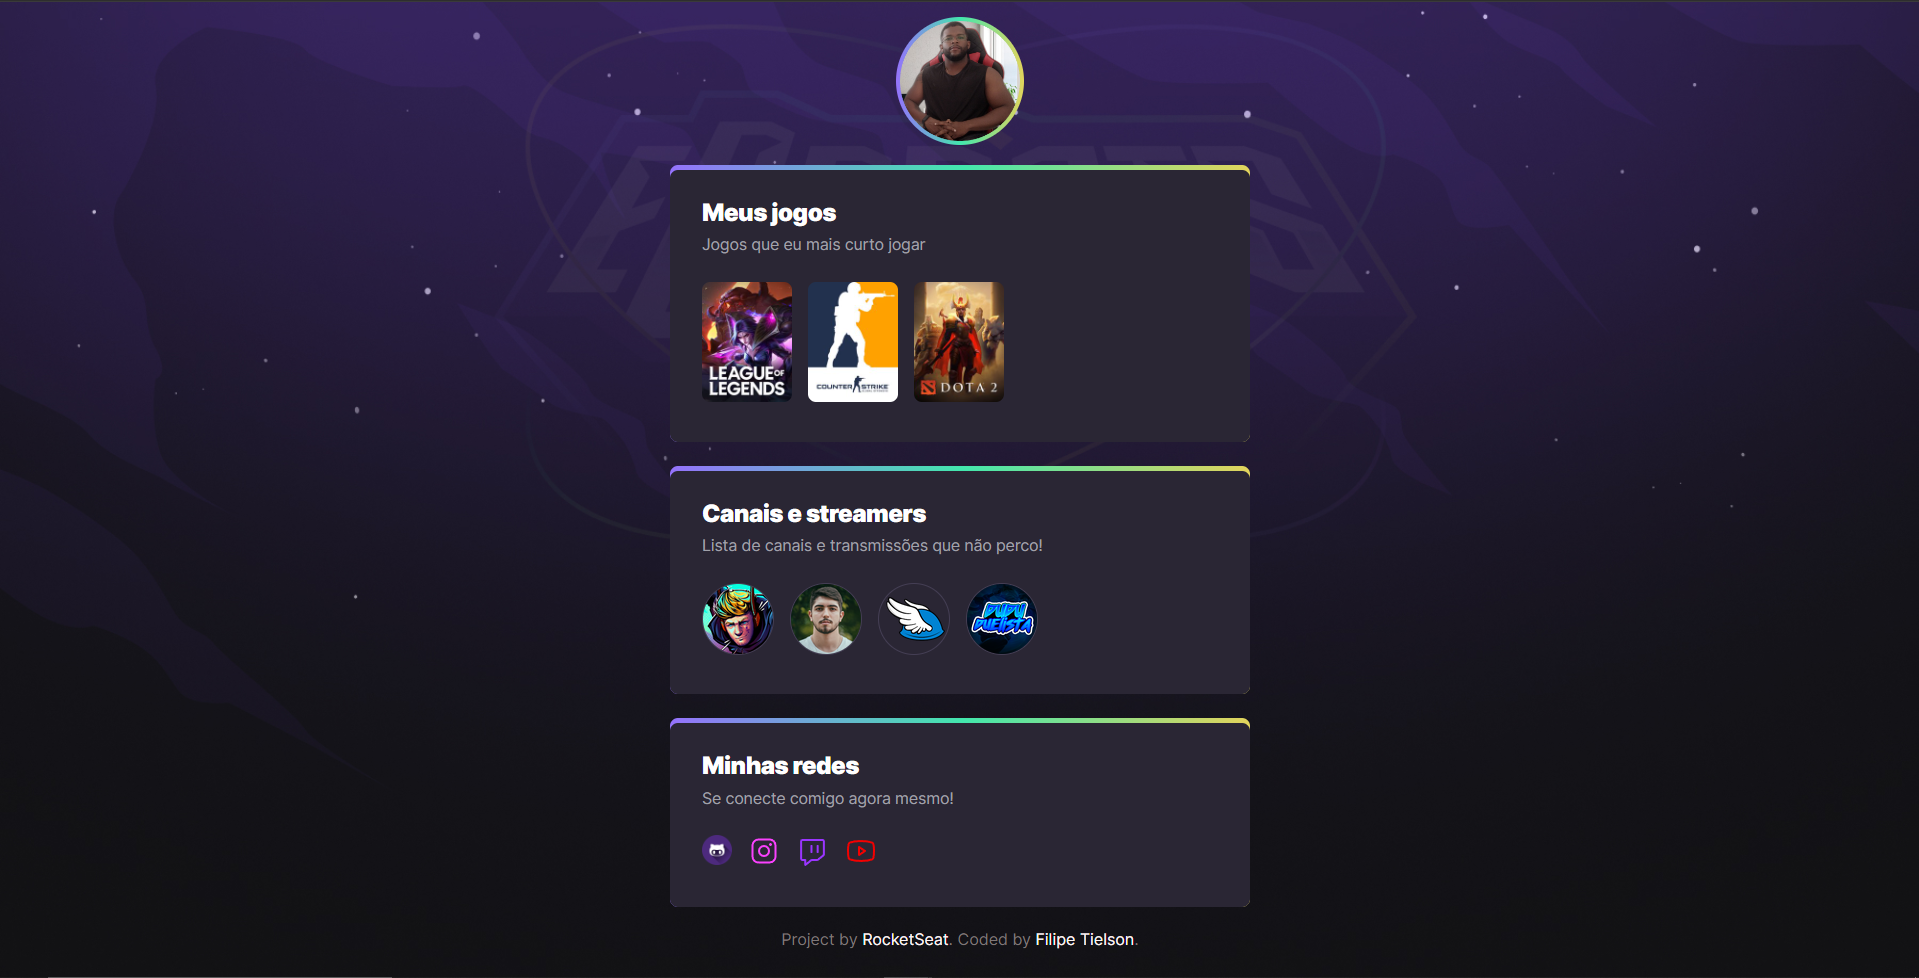 Meus jogos
Jogos que eu mais curto jogar
LEAGUE OF
LEGENDS
COUNTER STRIKE
DOTA 2
Canais e streamers
Lista de canais e transmissões que não perco!
DUDU
DUELISTA
Minhas redes
Se conecte comigo agora mesmo!
Project by RocketSeat. Coded by Filipe Tielson.